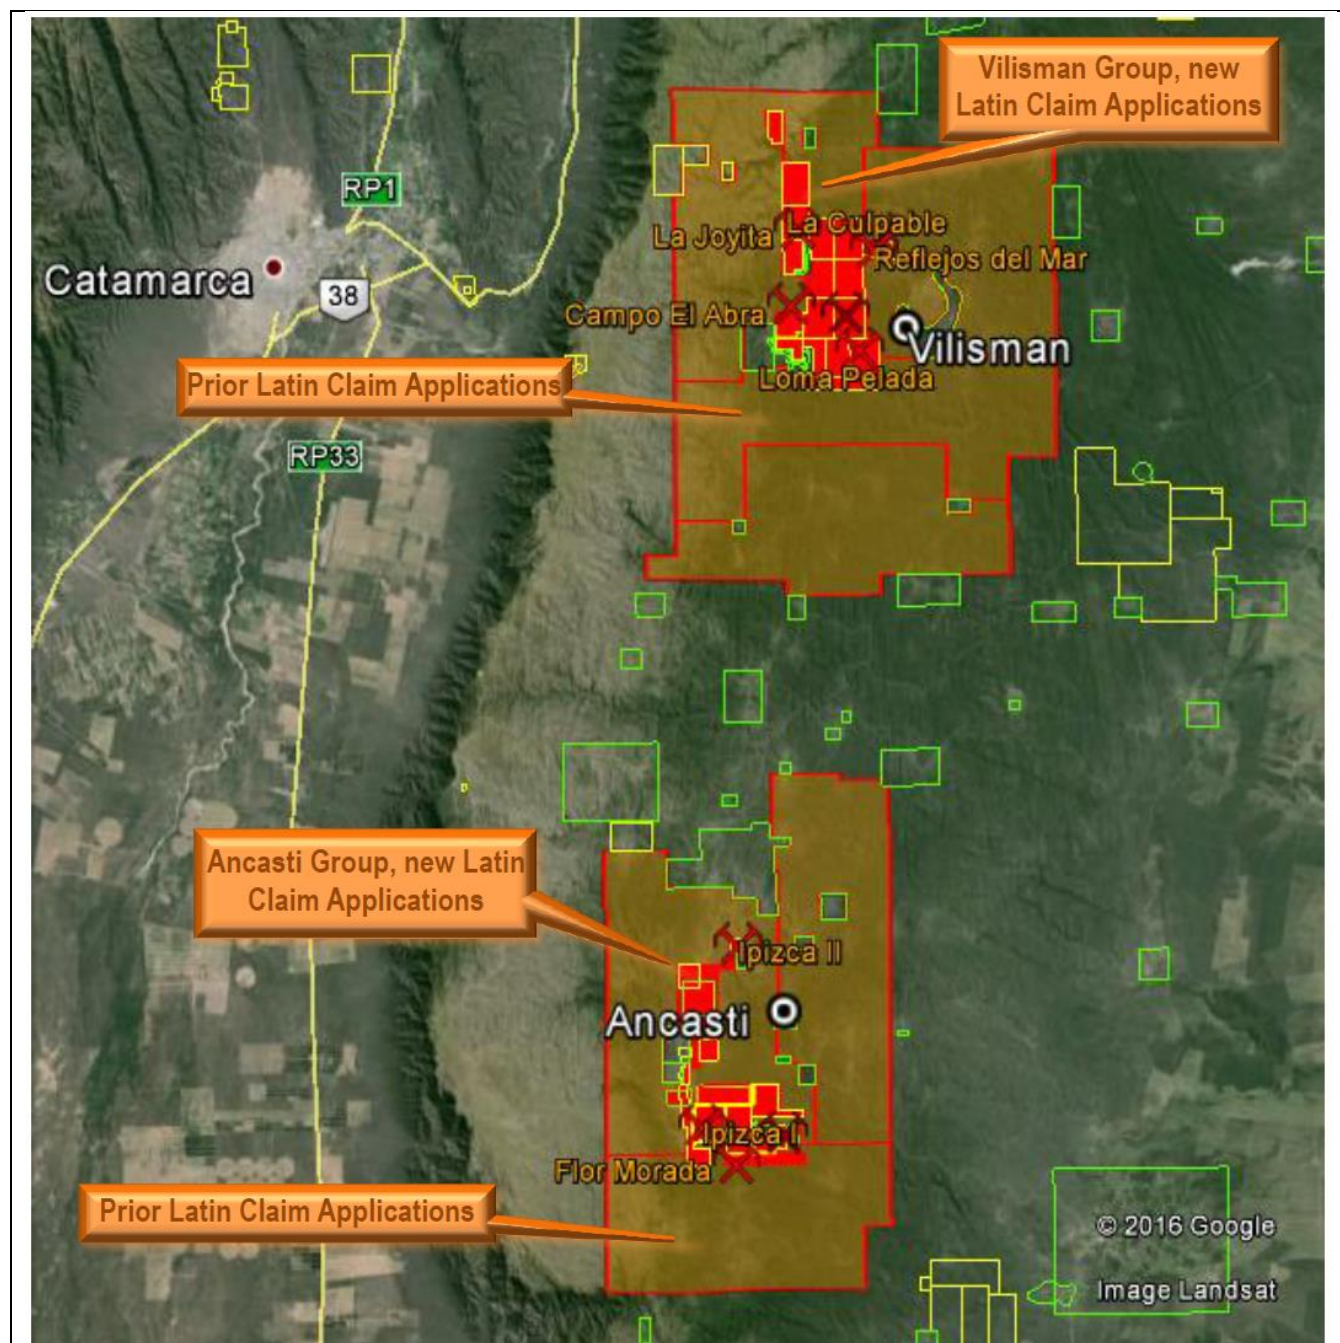 Vilisman Group, new
Latin Claim Applications
RP1
La Culpable
La Joyita
Reflejos del Mar
Catamarca
38
Campo El Abra
Vilisman
Prior Latin Claim Applications
Loma Pelada
RP33
Ancasti Group, new Latin
Claim Applications
Ipizca II
Ancasti
Ipizca I
Flor Morada
Prior Latin Claim Applications
© 2016 Google
Image Landsat